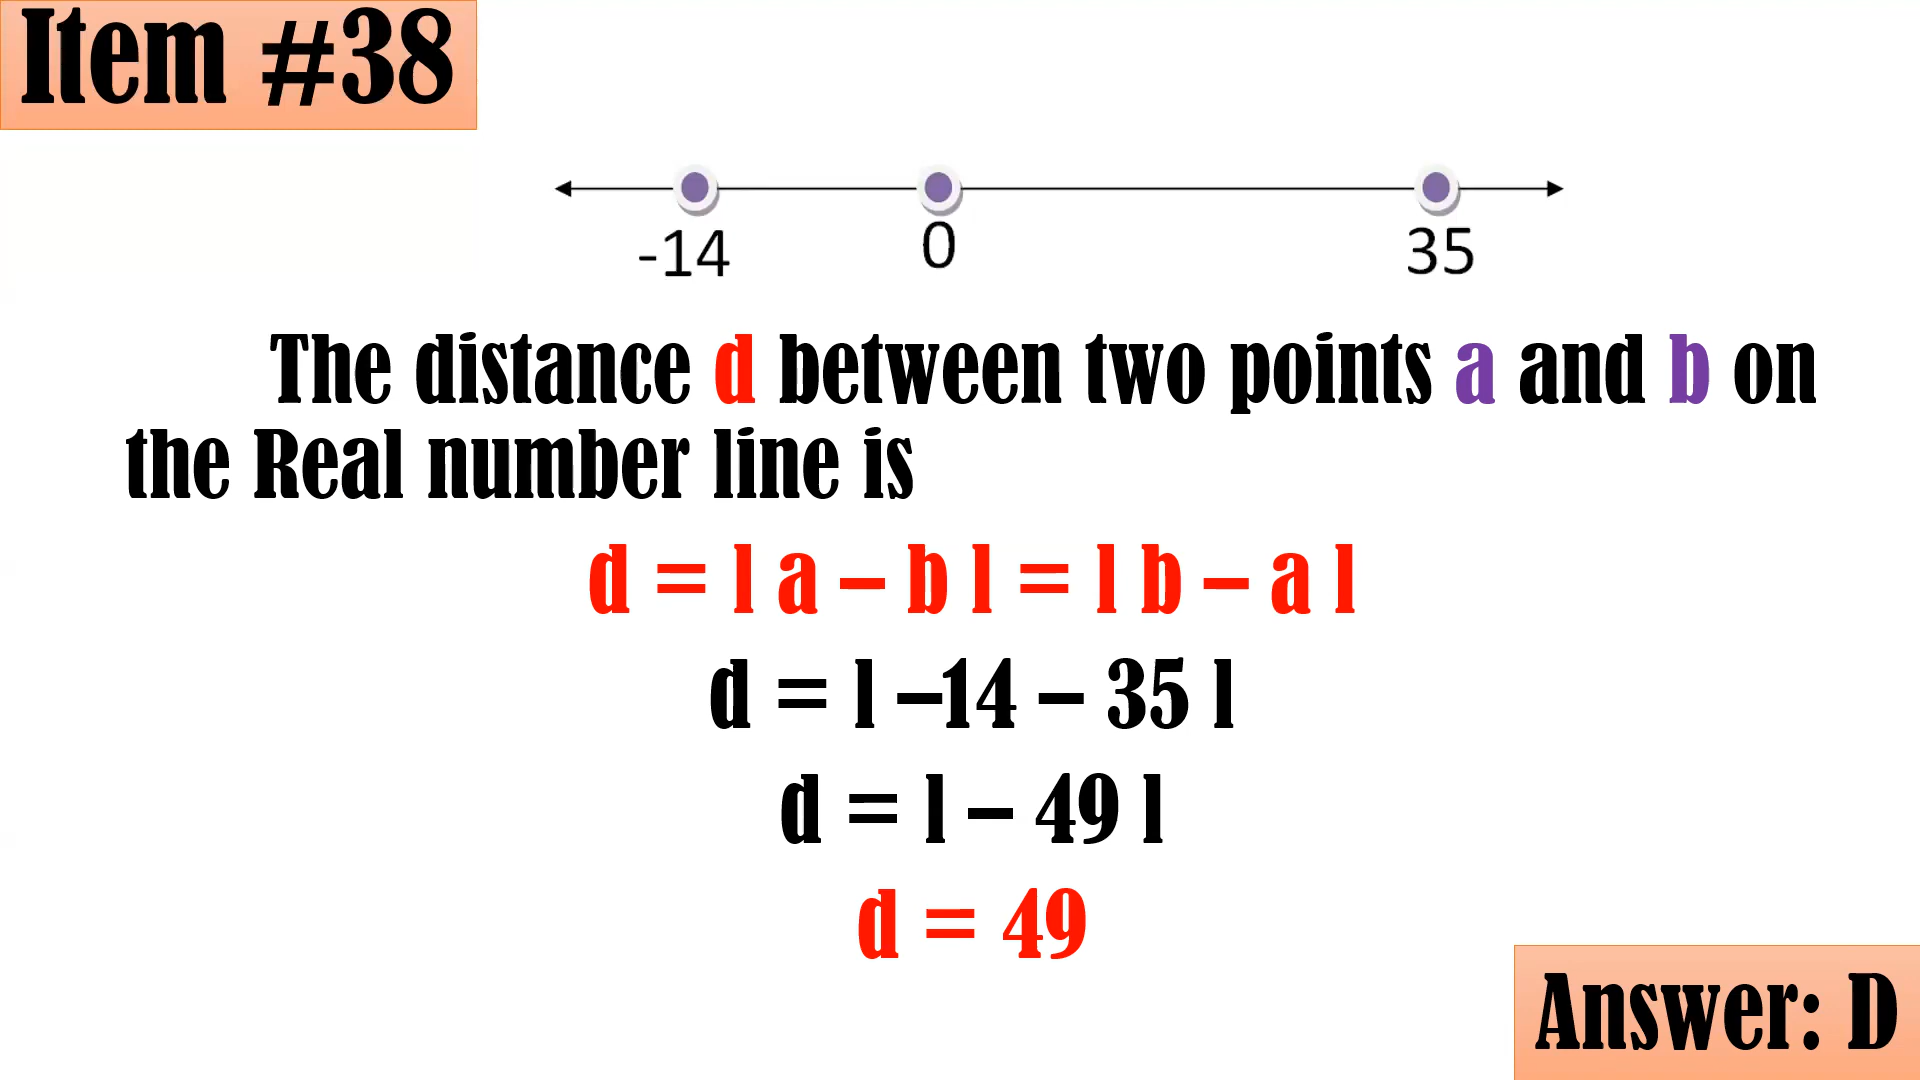 Item #38
-14 0 35
The distance d between two points a and b on
the Real number line is
d = l a – b l = l b – a l
d = l –14 – 35 l
d = l – 49 l
d = 49
Answer: D